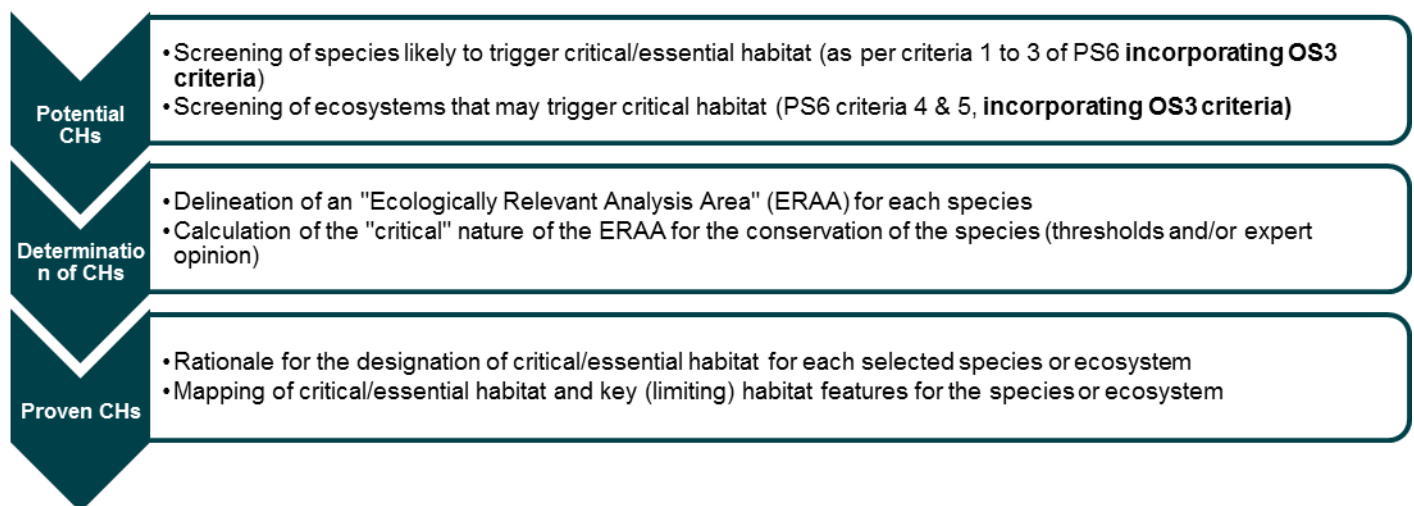 Potential
CHs
•Screening of species likely to trigger critical/essential habitat (as per criteria 1 to 3 of PS6 incorporating OS3
criteria)
•Screening of ecosystems that may trigger critical habitat (PS6 criteria 4 & 5, incorporating OS3 criteria)
Determinatio
n of CHs
•Delineation of an "Ecologically Relevant Analysis Area" (ERAA) for each species
•Calculation of the "critical" nature of the ERAA for the conservation of the species (thresholds and/or expert
opinion)
Proven CHs
•Rationale for the designation of critical/essential habitat for each selected species or ecosystem
•Mapping of critical/essential habitat and key (limiting) habitat features for the species or ecosystem